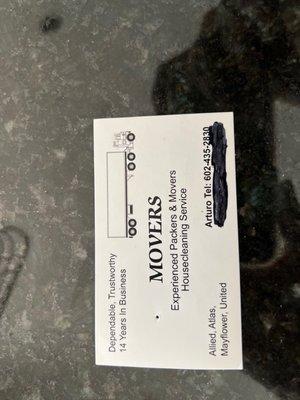 Dependable, Trustworthy
14 Years In Business
MOVERS
Experienced Packers & Movers
Housecleaning Service
Allied, Atlas,
Mayflower, United
Arturo Tel: 602-435-2830